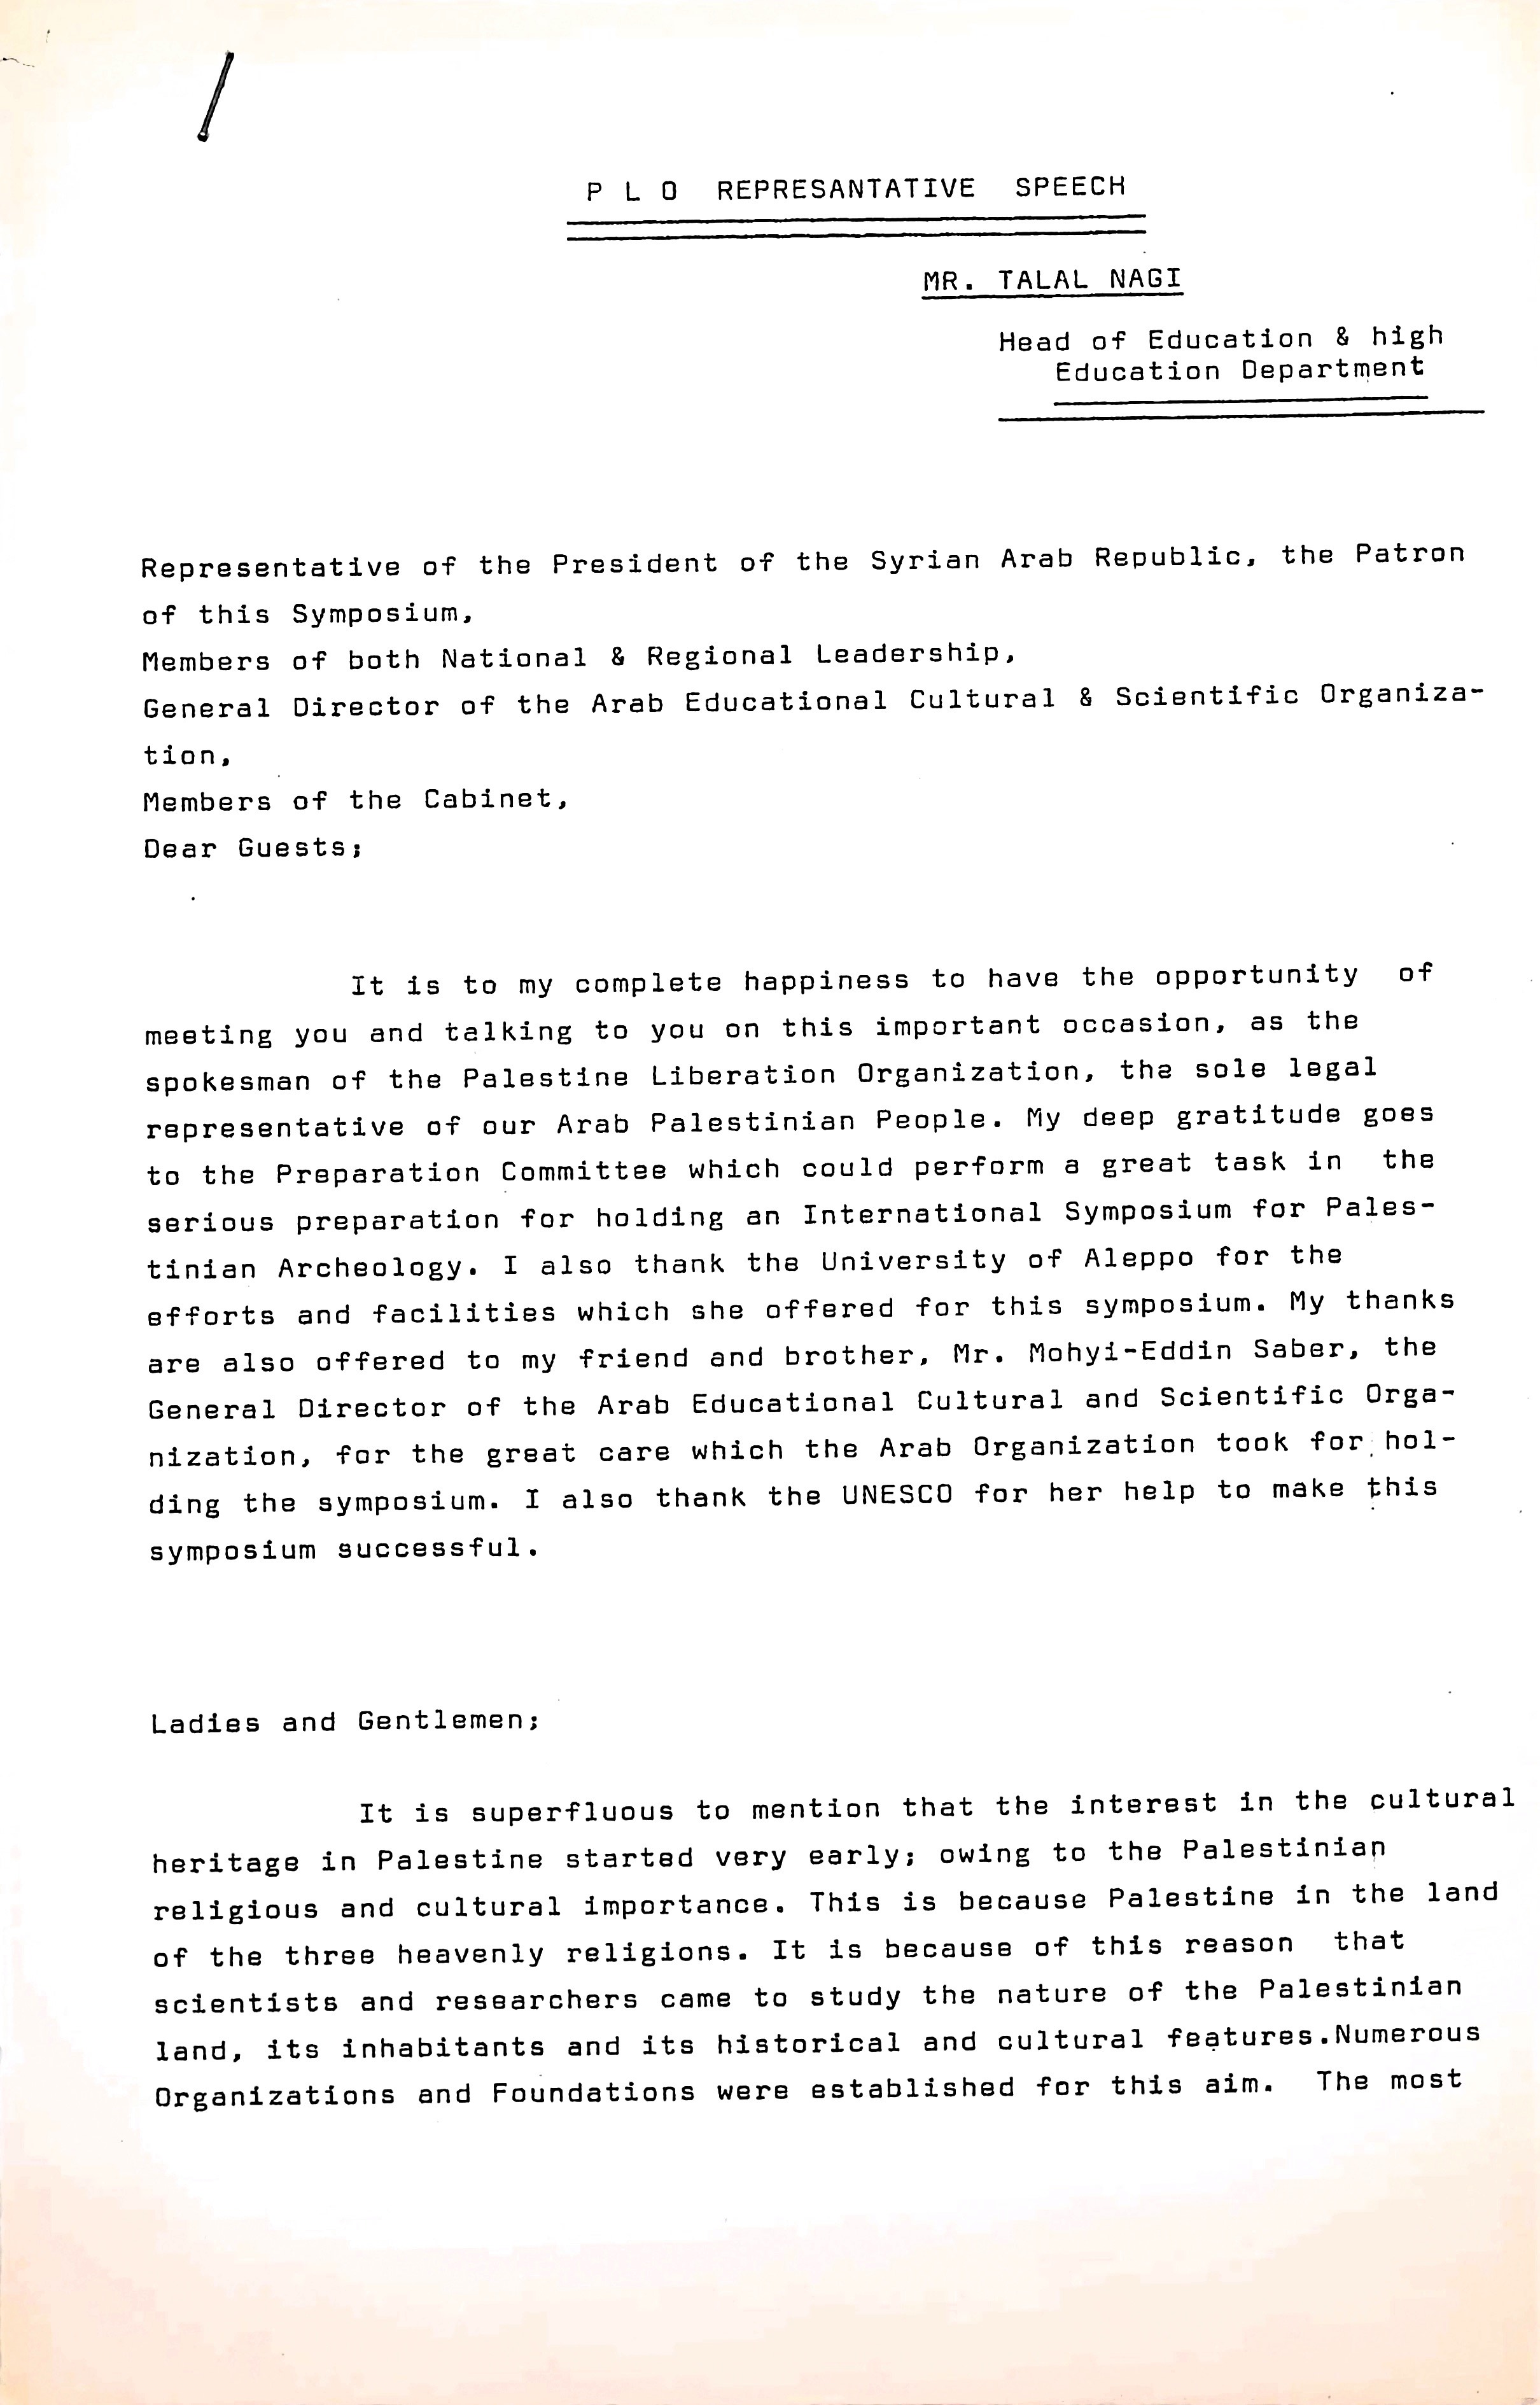 P L O REPRESANTATIVE SPEECH
MR. TALAL NAGI
Head of Education & high
Education Department
Representative of the President of the Syrian Arab Republic, the Patron
of this Symposium,
Members of both National & Regional Leadership,
General Director of the Arab Educational Cultural & Scientific Organiza-
tion,
Members of the Cabinet,
Dear Guests;
It is to my complete happiness to have the opportunity of
meeting you and talking to you on this important occasion, as the
spokesman of the Palestine Liberation Organization, the sole legal
representative of our Arab Palestinian People. My deep gratitude goes
to the Preparation Committee which could perform a great task in the
serious preparation for holding an International Symposium for Pales-
tinian Archeology. I also thank the University of Aleppo for the
efforts and facilities which she offered for this symposium. My thanks
are also offered to my friend and brother, Mr. Mohyi-Eddin Saber, the
General Director of the Arab Educational Cultural and Scientific Orga-
nization, for the great care which the Arab Organization took for hol-
ding the symposium. I also thank the UNESCO for her help to make this
symposium successful.
Ladies and Gentlemen;
It is superfluous to mention that the interest in the cultural
heritage in Palestine started very early; owing to the Palestinian
religious and cultural importance. This is because Palestine in the land
of the three heavenly religions. It is because of this reason that
scientists and researchers came to study the nature of the Palestinian
land, its inhabitants and its historical and cultural features.Numerous
Organizations and Foundations were established for this aim. The most